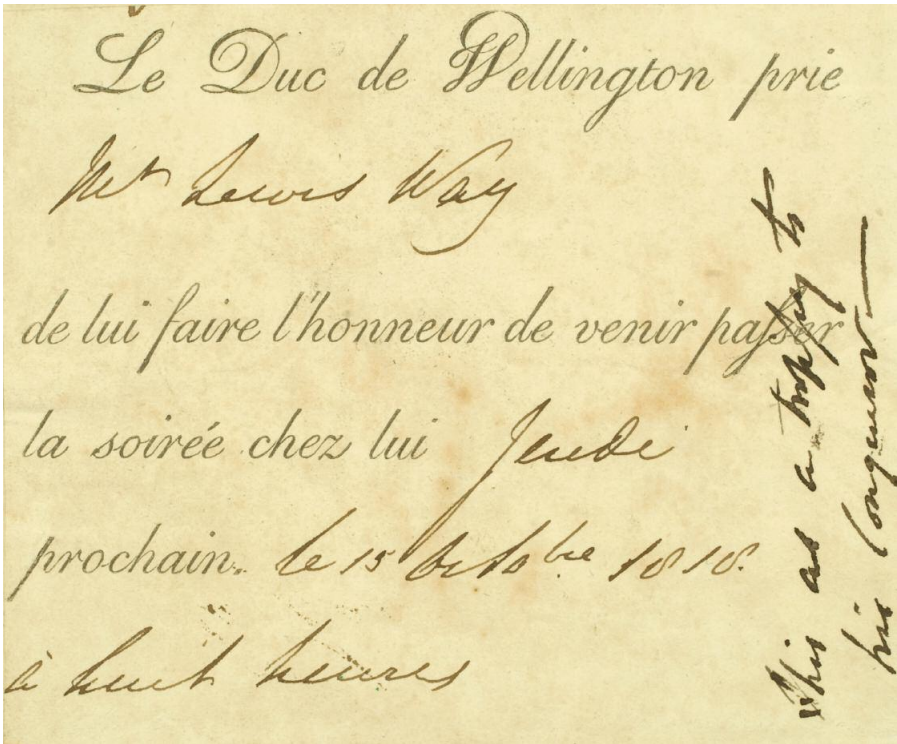 Le Duc de Wellington prie
Mr. Lewis Way
de lui faire l'honneur de venir paſser
la soirée chez lui Jeudi
prochain. le 15 Octobre 1818.
à huit heures
This as a trophy to
his Conqueror—